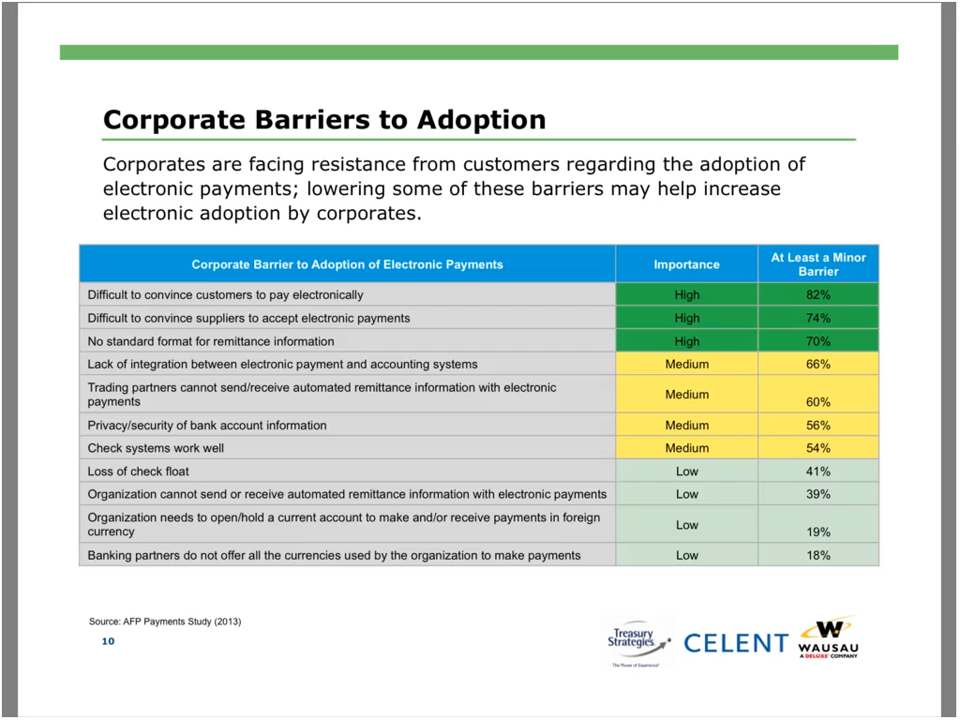 Corporate Barriers to Adoption
Corporates are facing resistance from customers regarding the adoption of
electronic payments; lowering some of these barriers may help increase
electronic adoption by corporates.
Corporate Barrier to Adoption of Electronic Payments Importance At Least a Minor
Barrier
Difficult to convince customers to pay electronically High 82%
Difficult to convince suppliers to accept electronic payments High 74%
No standard format for remittance information High 70%
Lack of integration between electronic payment and accounting systems Medium 66%
Trading partners cannot send/receive automated remittance information with electronic
payments Medium 60%
Privacy/security of bank account information Medium 56%
Check systems work well Medium 54%
Loss of check float Low 41%
Organization cannot send or receive automated remittance information with electronic payments Low 39%
Organization needs to open/hold a current account to make and/or receive payments in foreign
currency Low 19%
Banking partners do not offer all the currencies used by the organization to make payments Low 18%
Source: AFP Payments Study (2013)
10
Treasury
Strategies
The Power of Experience®
CELENT
W
WAUSAU
A DELUXE COMPANY